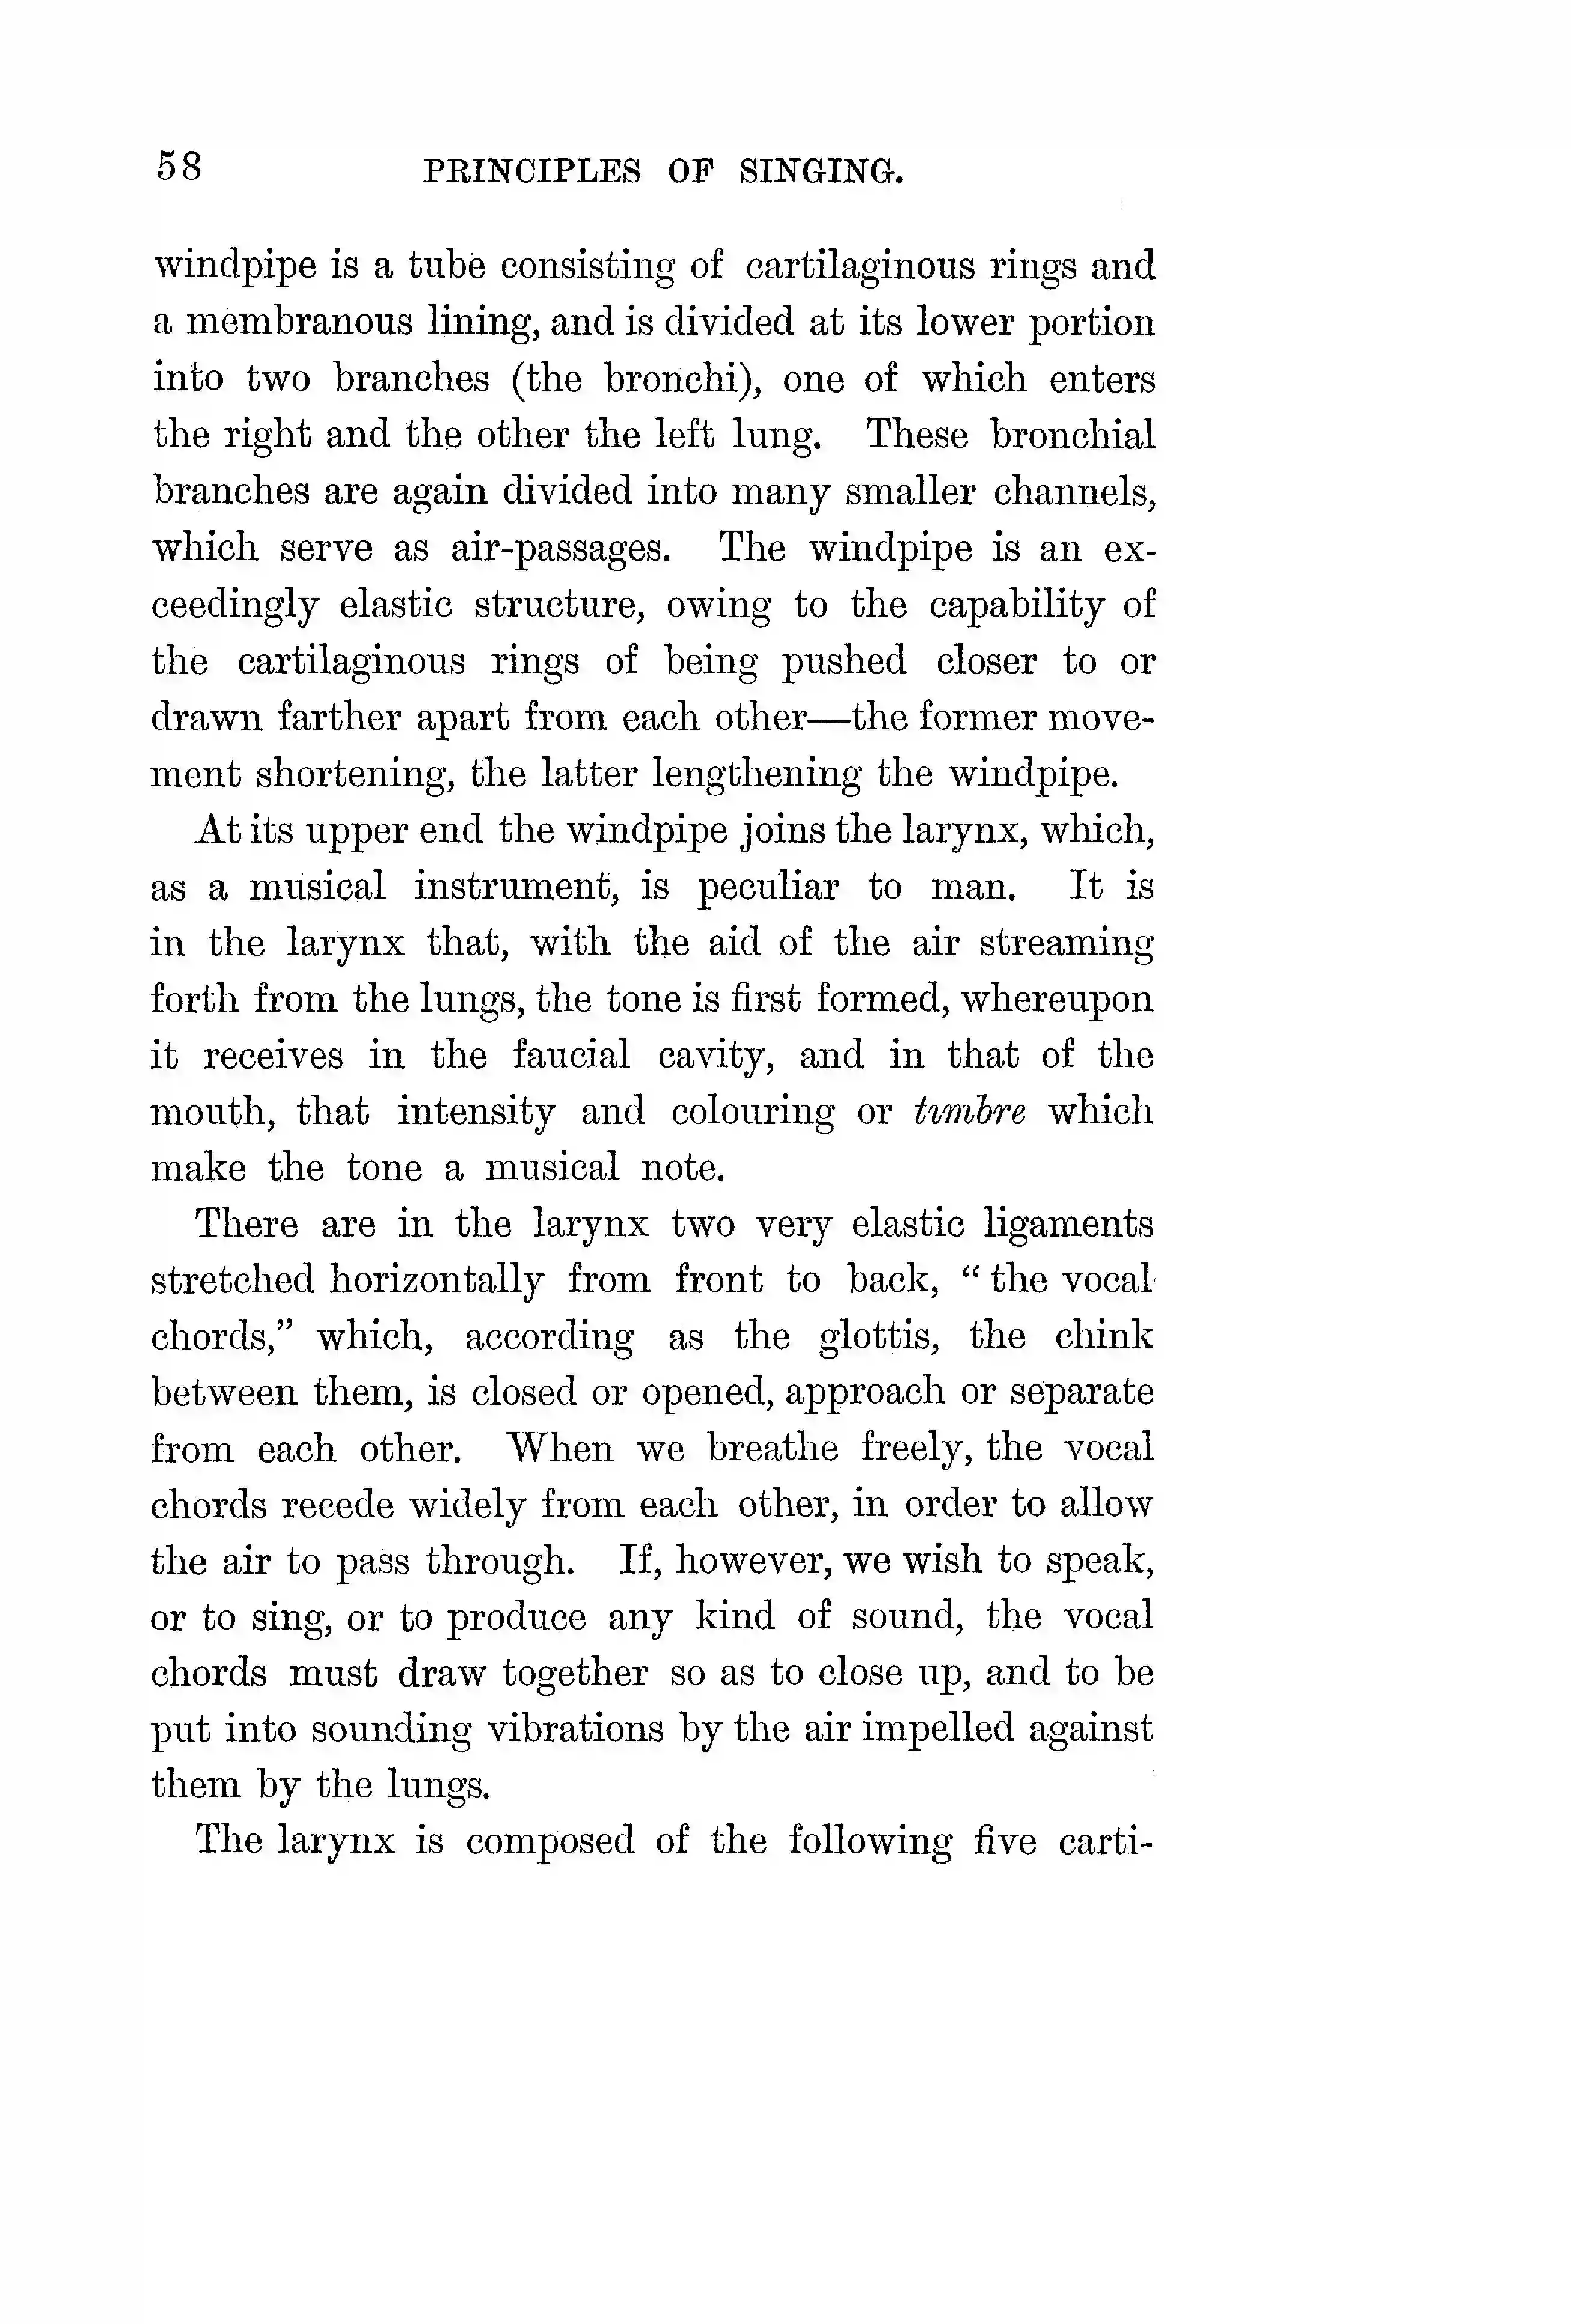 58 PRINCIPLES OF SINGING.
windpipe is a tube consisting of cartilaginous rings and
a membranous lining, and is divided at its lower portion
into two branches (the bronchi), one of which enters
the right and the other the left lung. These bronchial
branches are again divided into many smaller channels,
which serve as air-passages. The windpipe is an ex-
ceedingly elastic structure, owing to the capability of
the cartilaginous rings of being pushed closer to or
drawn farther apart from each other—the former move-
ment shortening, the latter lengthening the windpipe.
At its upper end the windpipe joins the larynx, which,
as a musical instrument, is peculiar to man. It is
in the larynx that, with the aid of the air streaming
forth from the lungs, the tone is first formed, whereupon
it receives in the faucial cavity, and in that of the
mouth, that intensity and colouring or timbre which
make the tone a musical note.
There are in the larynx two very elastic ligaments
stretched horizontally from front to back, “ the vocal
chords,” which, according as the glottis, the chink
between them, is closed or opened, approach or separate
from each other. When we breathe freely, the vocal
chords recede widely from each other, in order to allow
the air to pass through. If, however, we wish to speak,
or to sing, or to produce any kind of sound, the vocal
chords must draw together so as to close up, and to be
put into sounding vibrations by the air impelled against
them by the lungs.
The larynx is composed of the following five carti-